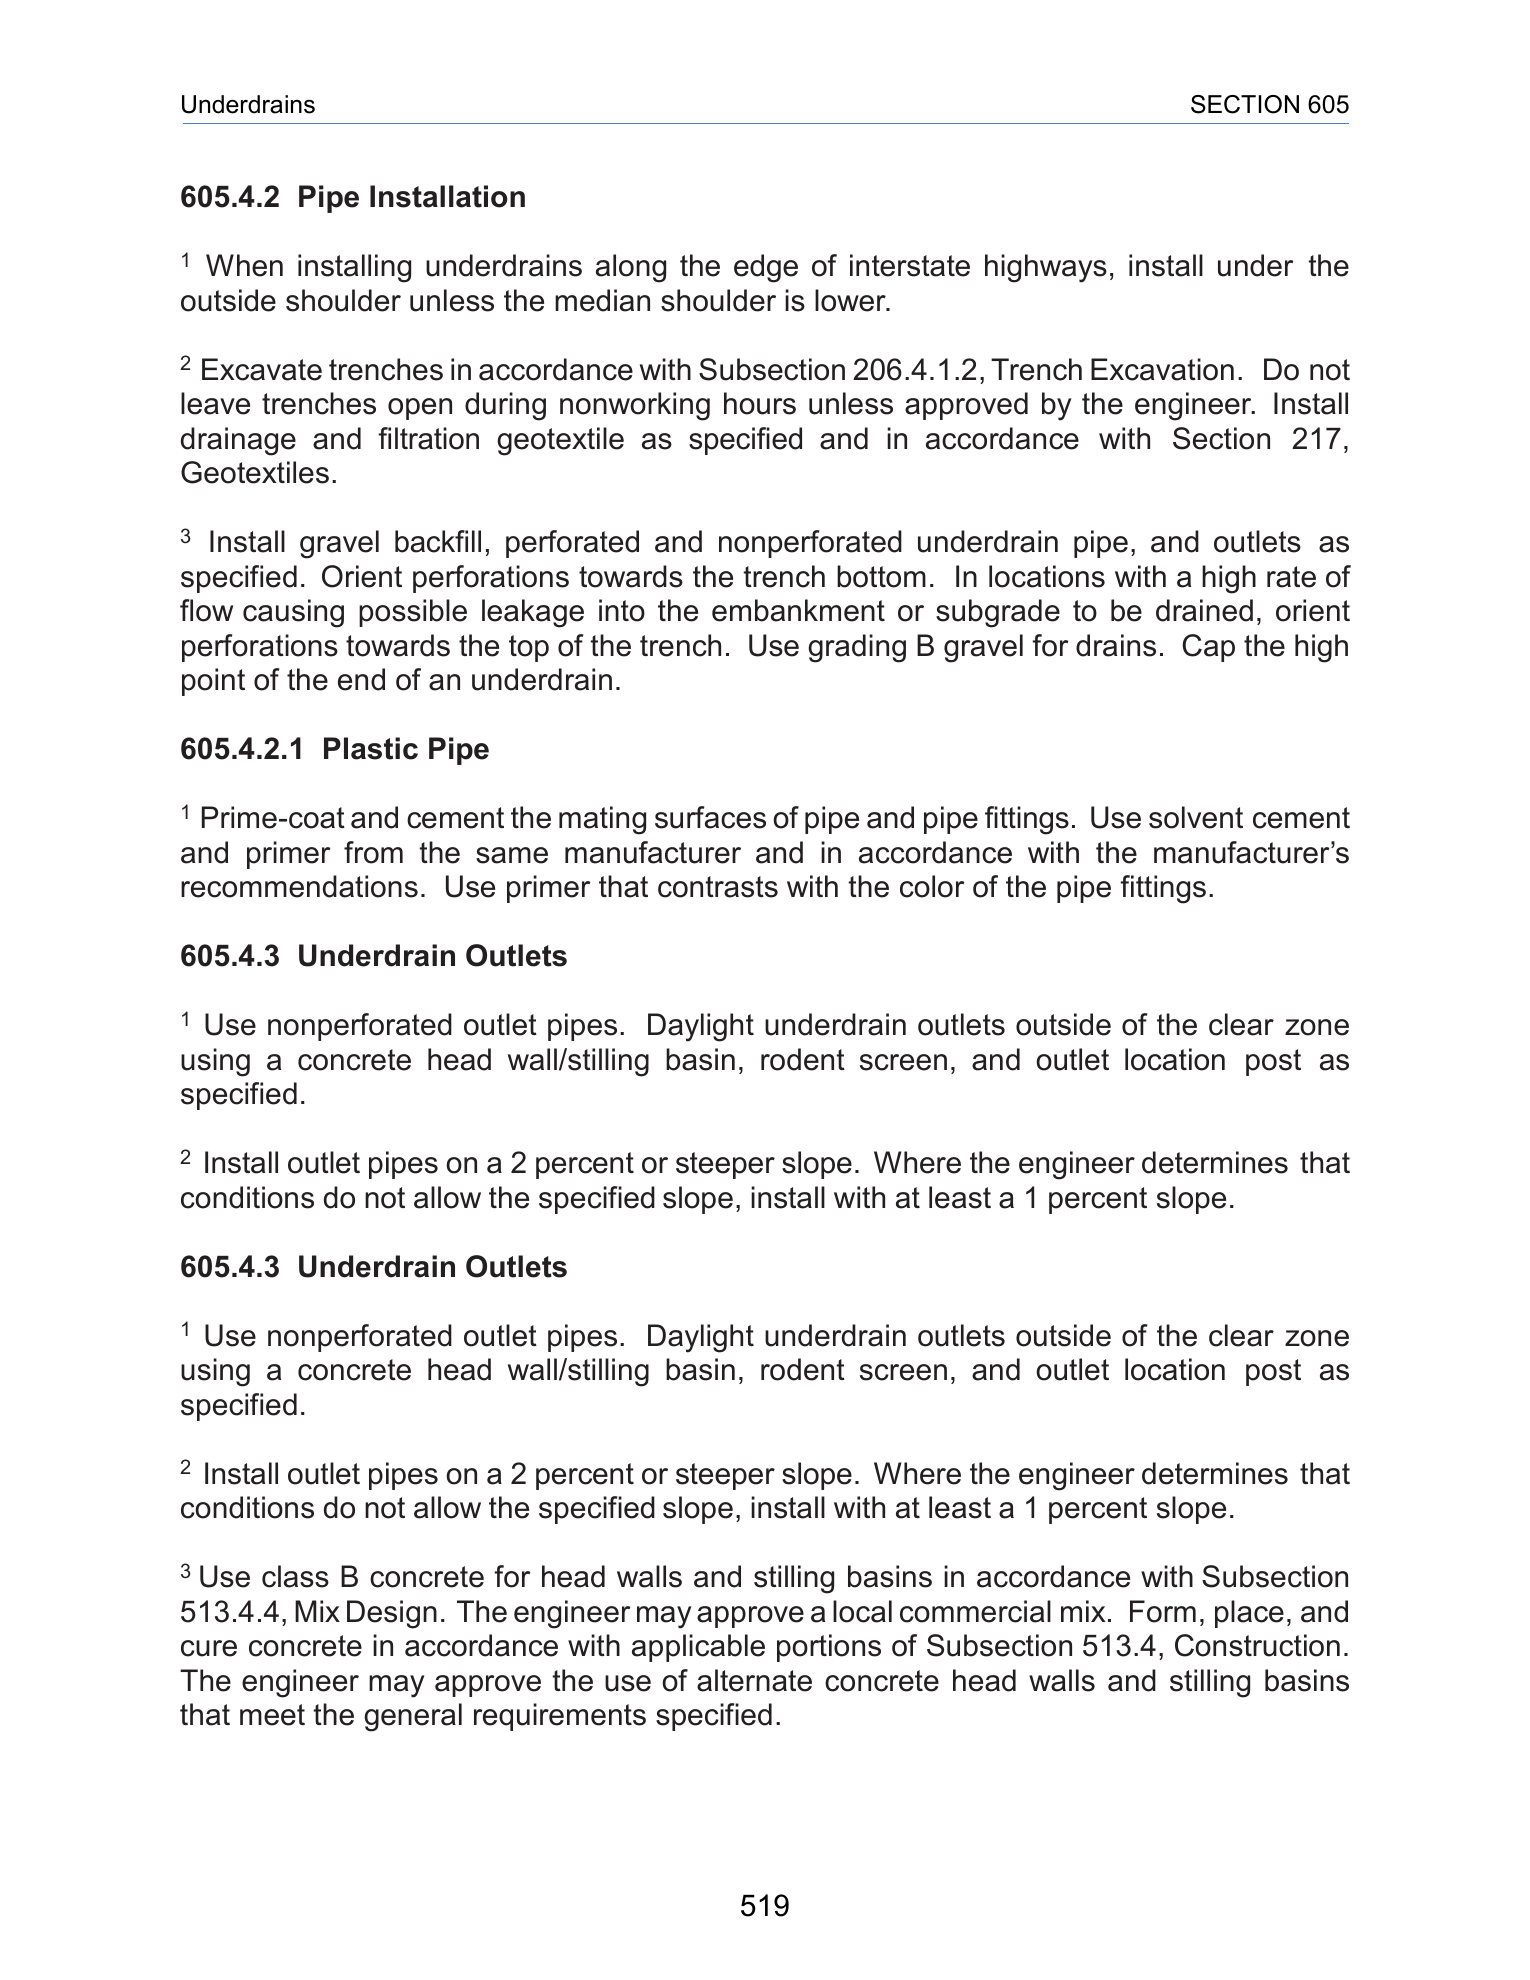 Underdrains SECTION 605
605.4.2 Pipe Installation
1 When installing underdrains along the edge of interstate highways, install under the
outside shoulder unless the median shoulder is lower.
2 Excavate trenches in accordance with Subsection 206.4.1.2, Trench Excavation. Do not
leave trenches open during nonworking hours unless approved by the engineer. Install
drainage and filtration geotextile as specified and in accordance with Section 217,
Geotextiles.
3 Install gravel backfill, perforated and nonperforated underdrain pipe, and outlets as
specified. Orient perforations towards the trench bottom. In locations with a high rate of
flow causing possible leakage into the embankment or subgrade to be drained, orient
perforations towards the top of the trench. Use grading B gravel for drains. Cap the high
point of the end of an underdrain.
605.4.2.1 Plastic Pipe
1 Prime-coat and cement the mating surfaces of pipe and pipe fittings. Use solvent cement
and primer from the same manufacturer and in accordance with the manufacturer’s
recommendations. Use primer that contrasts with the color of the pipe fittings.
605.4.3 Underdrain Outlets
1 Use nonperforated outlet pipes. Daylight underdrain outlets outside of the clear zone
using a concrete head wall/stilling basin, rodent screen, and outlet location post as
specified.
2 Install outlet pipes on a 2 percent or steeper slope. Where the engineer determines that
conditions do not allow the specified slope, install with at least a 1 percent slope.
605.4.3 Underdrain Outlets
1 Use nonperforated outlet pipes. Daylight underdrain outlets outside of the clear zone
using a concrete head wall/stilling basin, rodent screen, and outlet location post as
specified.
2 Install outlet pipes on a 2 percent or steeper slope. Where the engineer determines that
conditions do not allow the specified slope, install with at least a 1 percent slope.
3 Use class B concrete for head walls and stilling basins in accordance with Subsection
513.4.4, Mix Design. The engineer may approve a local commercial mix. Form, place, and
cure concrete in accordance with applicable portions of Subsection 513.4, Construction.
The engineer may approve the use of alternate concrete head walls and stilling basins
that meet the general requirements specified.
519